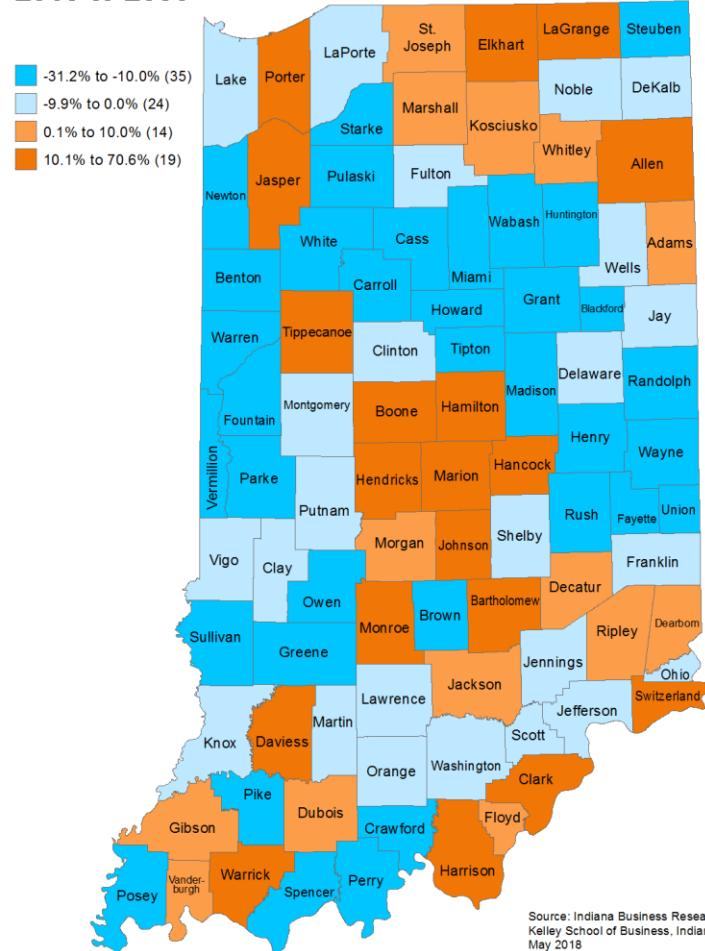 -31.2% to -10.0% (35)
-9.9% to 0.0% (24)
0.1% to 10.0% (14)
10.1% to 70.6% (19)
Lake
Porter
LaPorte
St.
Joseph
Elkhart
LaGrange
Steuben
Noble
DeKalb
Marshall
Kosciusko
Starke
Whitley
Allen
Newton
Jasper
Pulaski
Fulton
Wabash
Huntington
White
Cass
Miami
Wells
Adams
Benton
Carroll
Howard
Grant
Blackford
Jay
Warren
Tippecanoe
Clinton
Tipton
Madison
Delaware
Randolph
Fountain
Montgomery
Boone
Hamilton
Henry
Wayne
Vermillion
Parke
Putnam
Hendricks
Marion
Hancock
Rush
Fayette
Union
Shelby
Morgan
Johnson
Franklin
Vigo
Clay
Owen
Decatur
Sullivan
Greene
Monroe
Brown
Bartholomew
Ripley
Dearborn
Jennings
Ohio
Lawrence
Jackson
Switzerland
Jefferson
Knox
Daviess
Martin
Scott
Orange
Washington
Clark
Pike
Dubois
Gibson
Crawford
Floyd
Harrison
Posey
Vander-
burgh
Warrick
Spencer
Perry
Source: Indiana Business Resea
Kelley School of Business, Indian
May 2018